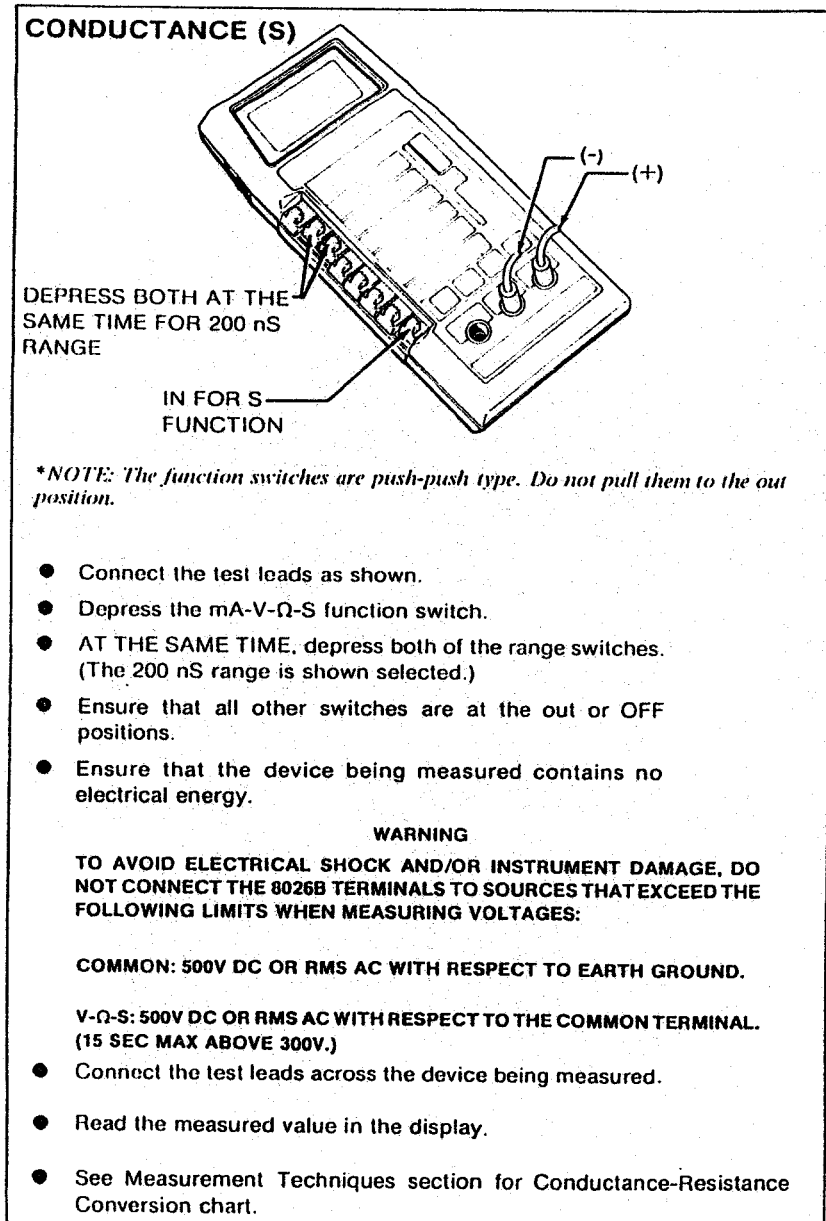 CONDUCTANCE (S)
(-)
(+)
DEPRESS BOTH AT THE
SAME TIME FOR 200 nS
RANGE
IN FOR S
FUNCTION
*NOTE: The function switches are push-push type. Do not pull them to the out
position.
● Connect the test leads as shown.
● Depress the mA-V-Ω-S function switch.
● AT THE SAME TIME, depress both of the range switches.
(The 200 nS range is shown selected.)
● Ensure that all other switches are at the out or OFF
positions.
● Ensure that the device being measured contains no
electrical energy.
WARNING
TO AVOID ELECTRICAL SHOCK AND/OR INSTRUMENT DAMAGE, DO
NOT CONNECT THE 8026B TERMINALS TO SOURCES THAT EXCEED THE
FOLLOWING LIMITS WHEN MEASURING VOLTAGES:
COMMON: 500V DC OR RMS AC WITH RESPECT TO EARTH GROUND.
V-Ω-S: 500V DC OR RMS AC WITH RESPECT TO THE COMMON TERMINAL.
(15 SEC MAX ABOVE 300V.)
● Connect the test leads across the device being measured.
● Read the measured value in the display.
● See Measurement Techniques section for Conductance-Resistance
Conversion chart.